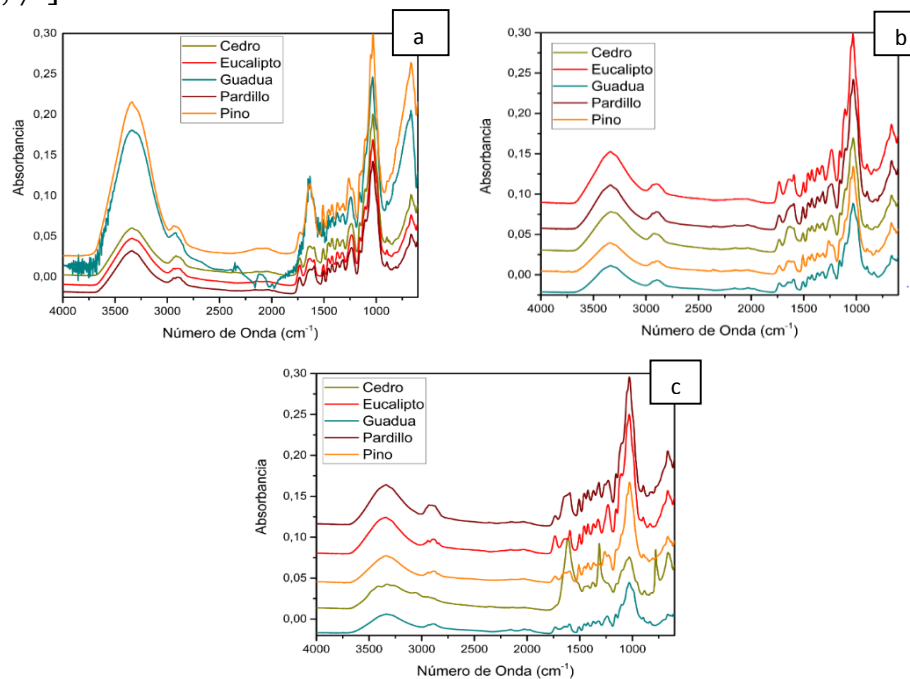 a
0,30
0,25
0,20
0,15
0,10
0,05
0,00
Absorbancia
Cedro
Eucalipto
Guadua
Pardillo
Pino
4000 3500 3000 2500 2000 1500 1000
Número de Onda (cm⁻¹)
b
0,30
0,25
0,20
0,15
0,10
0,05
0,00
Absorbancia
Cedro
Eucalipto
Guadua
Pardillo
Pino
4000 3500 3000 2500 2000 1500 1000
Número de Onda (cm⁻¹)
c
0,30
0,25
0,20
0,15
0,10
0,05
0,00
Absorbancia
Cedro
Eucalipto
Guadua
Pardillo
Pino
4000 3500 3000 2500 2000 1500 1000
Número de Onda (cm⁻¹)